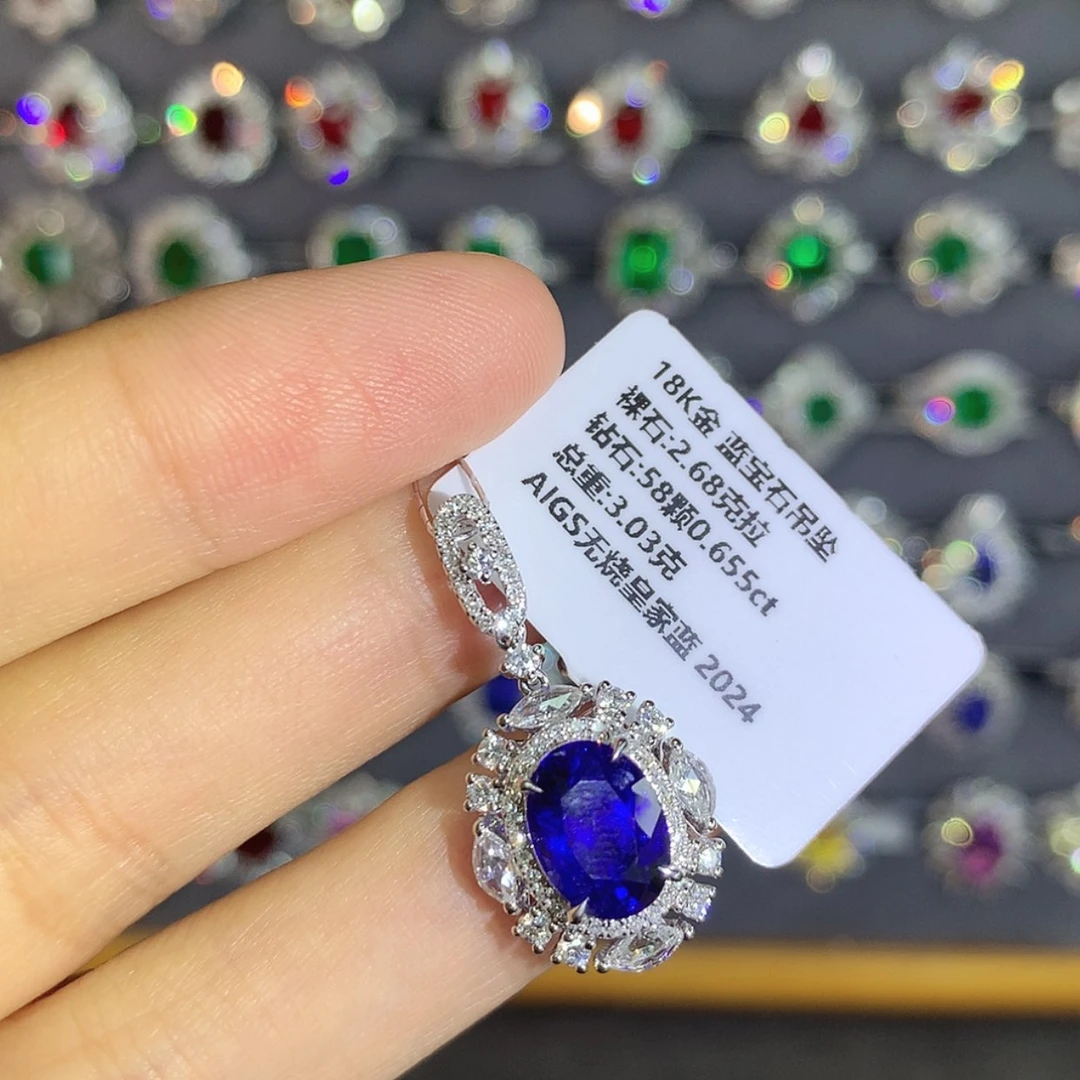 18K金 蓝宝石吊坠
裸石:2.68克拉
钻石:58颗0.655ct
总重:3.03克
AIGS无烧皇家蓝 2024